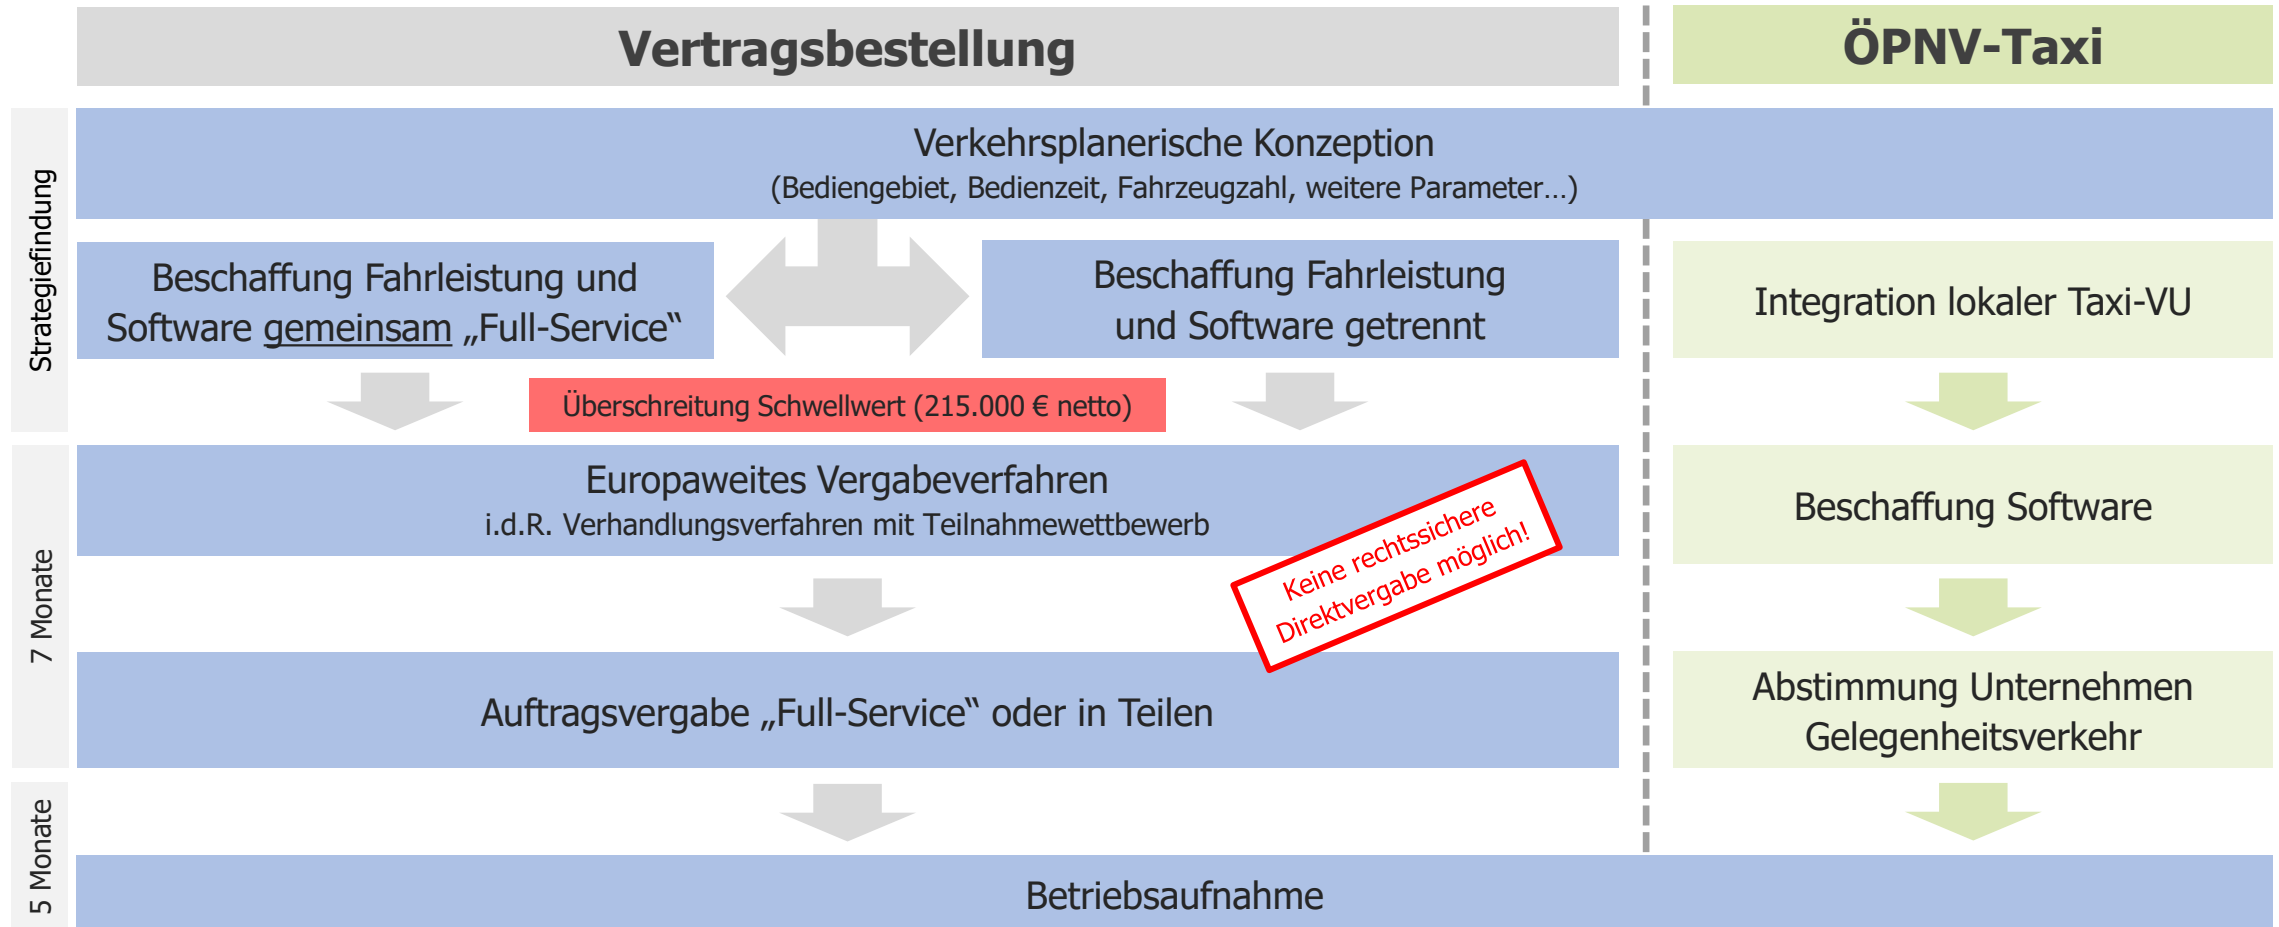 Vertragsbestellung
ÖPNV-Taxi
Strategiefindung
Verkehrsplanerische Konzeption
(Bediengebiet, Bedienzeit, Fahrzeugzahl, weitere Parameter…)
Beschaffung Fahrleistung und
Software gemeinsam „Full-Service“
Beschaffung Fahrleistung
und Software getrennt
Integration lokaler Taxi-VU
Überschreitung Schwellwert (215.000 € netto)
7 Monate
Europaweites Vergabeverfahren
i.d.R. Verhandlungsverfahren mit Teilnahmewettbewerb
Keine rechtssichere
Direktvergabe möglich!
Beschaffung Software
Auftragsvergabe „Full-Service“ oder in Teilen
Abstimmung Unternehmen
Gelegenheitsverkehr
5 Monate
Betriebsaufnahme